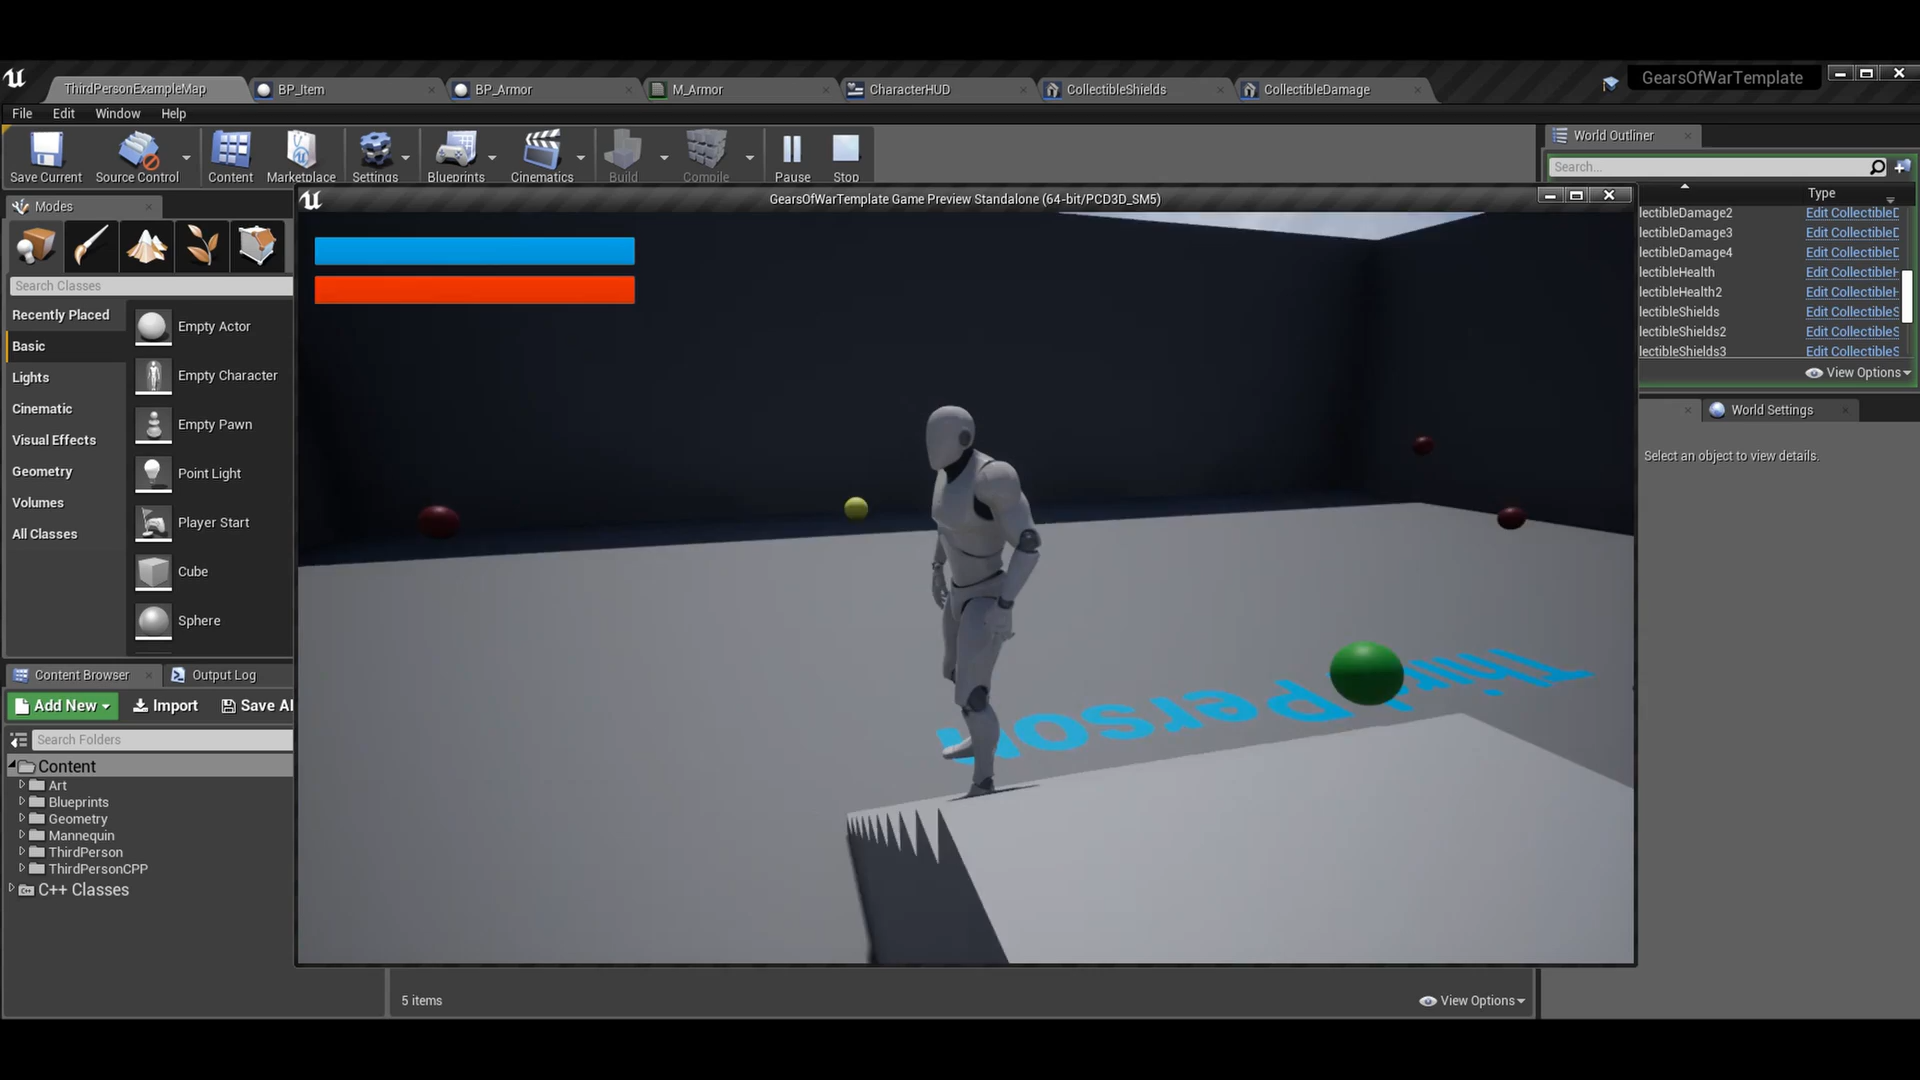 ThirdPersonExampleMap
BP_Item
BP_Armor
M_Armor
CharacterHUD
CollectibleShields
CollectibleDamage
GearsOfWarTemplate
File Edit Window Help
Save Current
Source Control
Content
Marketplace
Settings
Blueprints
Cinematics
Build
Compile
Pause
Stop
World Outliner
Search...
Type
lectibleDamage2 Edit CollectibleD
lectibleDamage3 Edit CollectibleD
lectibleDamage4 Edit CollectibleD
lectibleHealth Edit CollectibleH
lectibleHealth2 Edit CollectibleH
lectibleShields Edit CollectibleS
lectibleShields2 Edit CollectibleS
lectibleShields3 Edit CollectibleS
View Options
World Settings
Select an object to view details.
Modes
Search Classes
Recently Placed
Basic
Lights
Cinematic
Visual Effects
Geometry
Volumes
All Classes
Empty Actor
Empty Character
Empty Pawn
Point Light
Player Start
Cube
Sphere
GearsOfWarTemplate Game Preview Standalone (64-bit/PCD3D_SM5)
Third Person
Content Browser
Output Log
Add New
Import
Save Al
Search Folders
Content
Art
Blueprints
Geometry
Mannequin
ThirdPerson
ThirdPersonCPP
C++ Classes
5 items
View Options